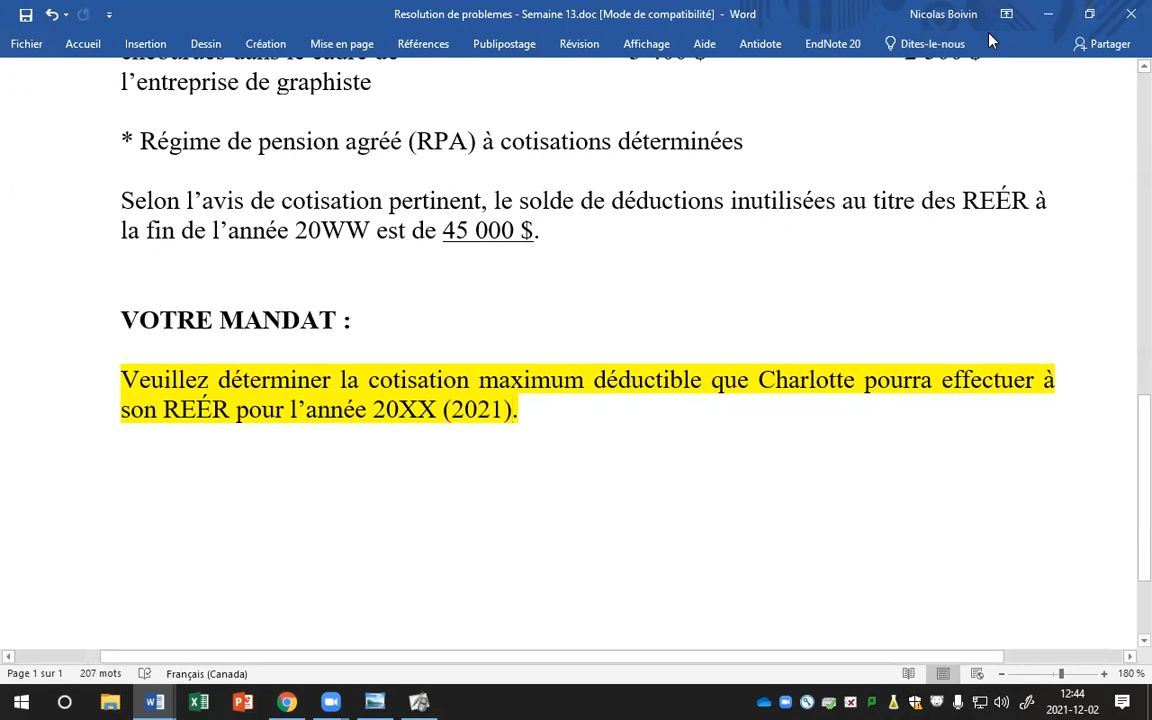 Resolution de problemes - Semaine 13.doc [Mode de compatibilité] - Word
Nicolas Boivin
Fichier Accueil Insertion Dessin Création Mise en page Références Publipostage Révision Affichage Aide Antidote EndNote 20 Dites-le-nous Partager
l’entreprise de graphiste
* Régime de pension agréé (RPA) à cotisations déterminées
Selon l’avis de cotisation pertinent, le solde de déductions inutilisées au titre des REÉR à
la fin de l’année 20WW est de 45 000 $.
VOTRE MANDAT :
Veuillez déterminer la cotisation maximum déductible que Charlotte pourra effectuer à
son REÉR pour l’année 20XX (2021).
Page 1 sur 1 207 mots Français (Canada) 180 %
12:44
2021-12-02